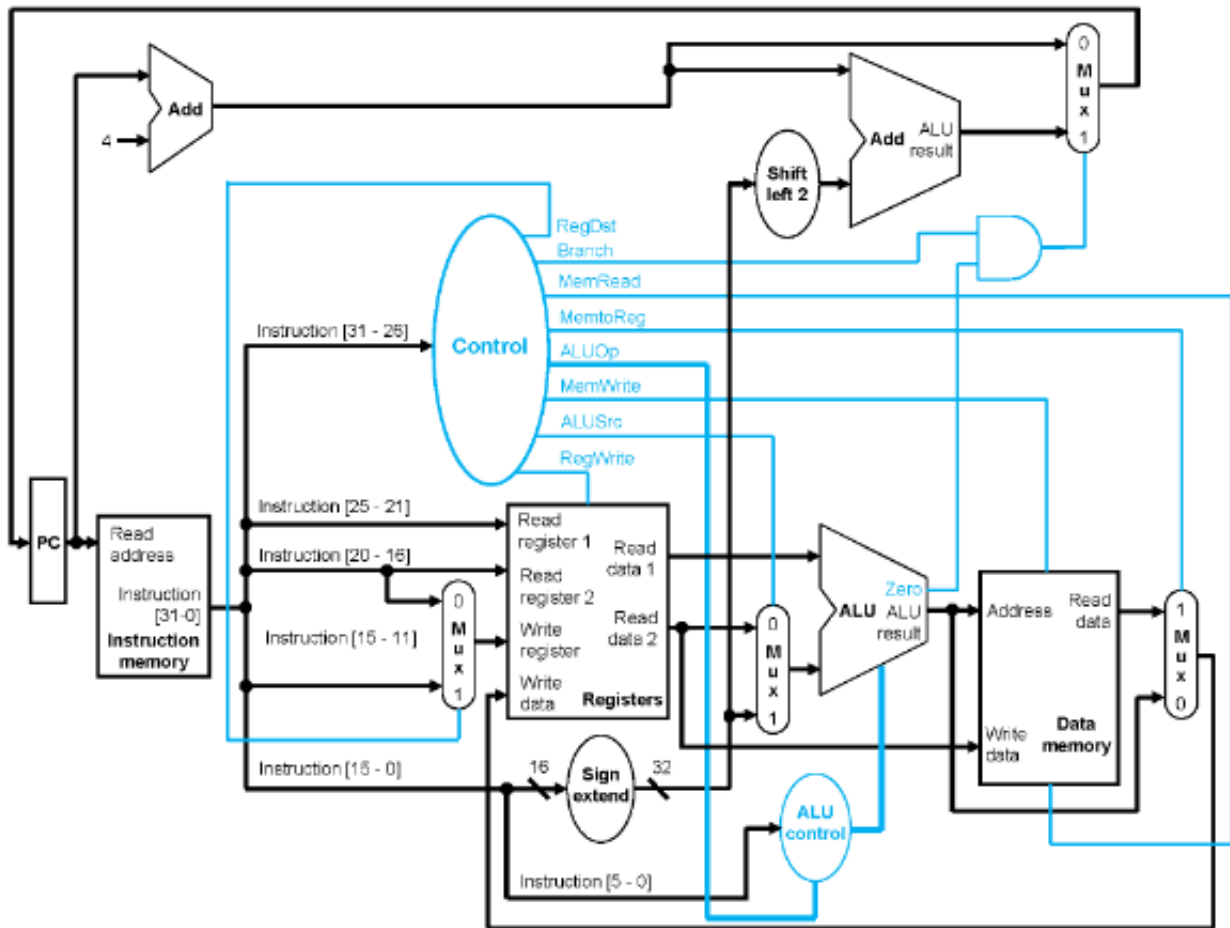 0
M
u
x
1
Add
4
Add
ALU
result
Shift
left 2
RegDst
Branch
MemRead
MemtoReg
ALUOp
MemWrite
ALUSrc
RegWrite
Control
Instruction [31 - 26]
Instruction [25 - 21]
Instruction [20 - 16]
Instruction [15 - 11]
Instruction [15 - 0]
Instruction [5 - 0]
PC
Read
address
Instruction
[31-0]
Instruction
memory
0
M
u
x
1
Read
register 1
Read
register 2
Write
register
Write
data
Read
data 1
Read
data 2
Registers
16
Sign
extend
32
0
M
u
x
1
Zero
ALU
ALU
result
ALU
control
Address
Read
data
Write
data
Data
memory
1
M
u
x
0